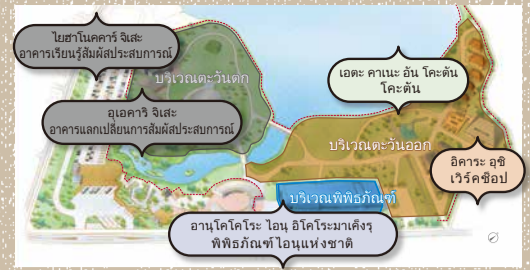 ไยฮาโนคคาร์ จิเสะ
อาคารเรียนรู้สัมผัสประสบการณ์
บริเวณตะวันตก
เอตะ คาเนะ อัน โคะตัน
โคะตัน
อุเอคาริ จิเสะ
อาคารแลกเปลี่ยนการสัมผัสประสบการณ์
บริเวณตะวันออก
อิคาระ อุชิ
เวิร์คช็อป
บริเวณพิพิธภัณฑ์
อานุโคโคโระ ไอนุ อิโคโระมาเค็งรุ
พิพิธภัณฑ์ไอนุแห่งชาติ